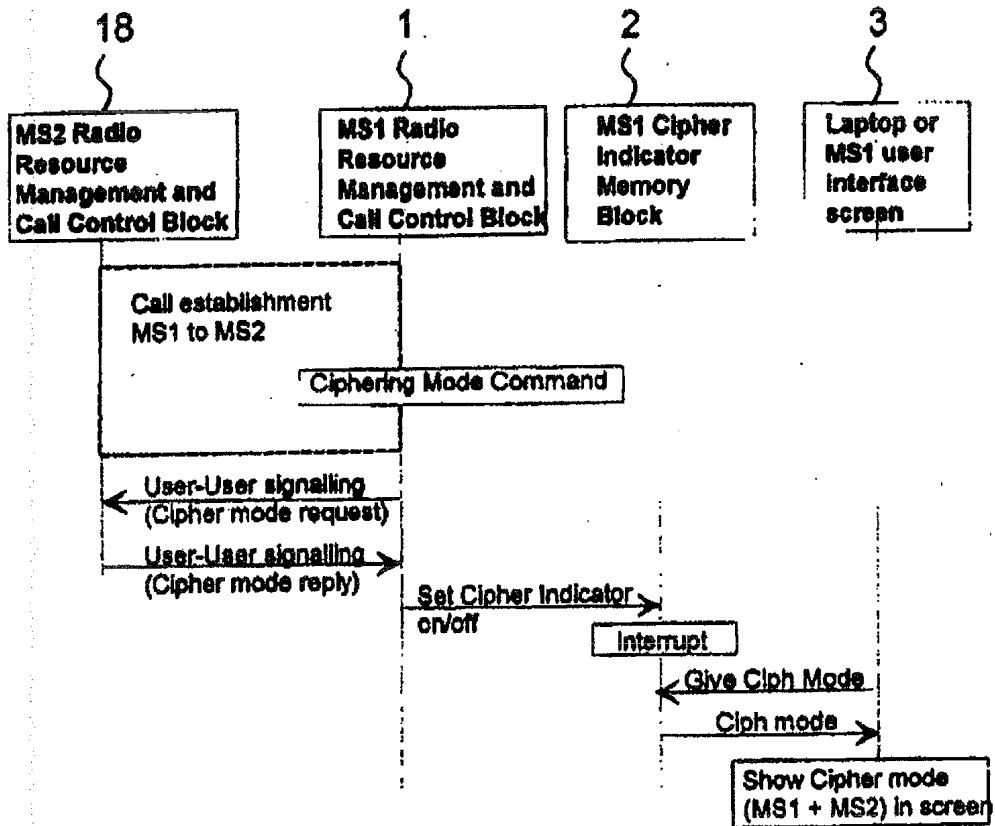 18
1
2
3
MS2 Radio
Resource
Management and
Call Control Block
MS1 Radio
Resource
Management and
Call Control Block
MS1 Cipher
Indicator
Memory
Block
Laptop or
MS1 user
interface
screen
Call establishment
MS1 to MS2
Ciphering Mode Command
User-User signalling
(Cipher mode request)
User-User signalling
(Cipher mode reply)
Set Cipher Indicator
on/off
Interrupt
Give Ciph Mode
Ciph mode
Show Cipher mode
(MS1 + MS2) in screen